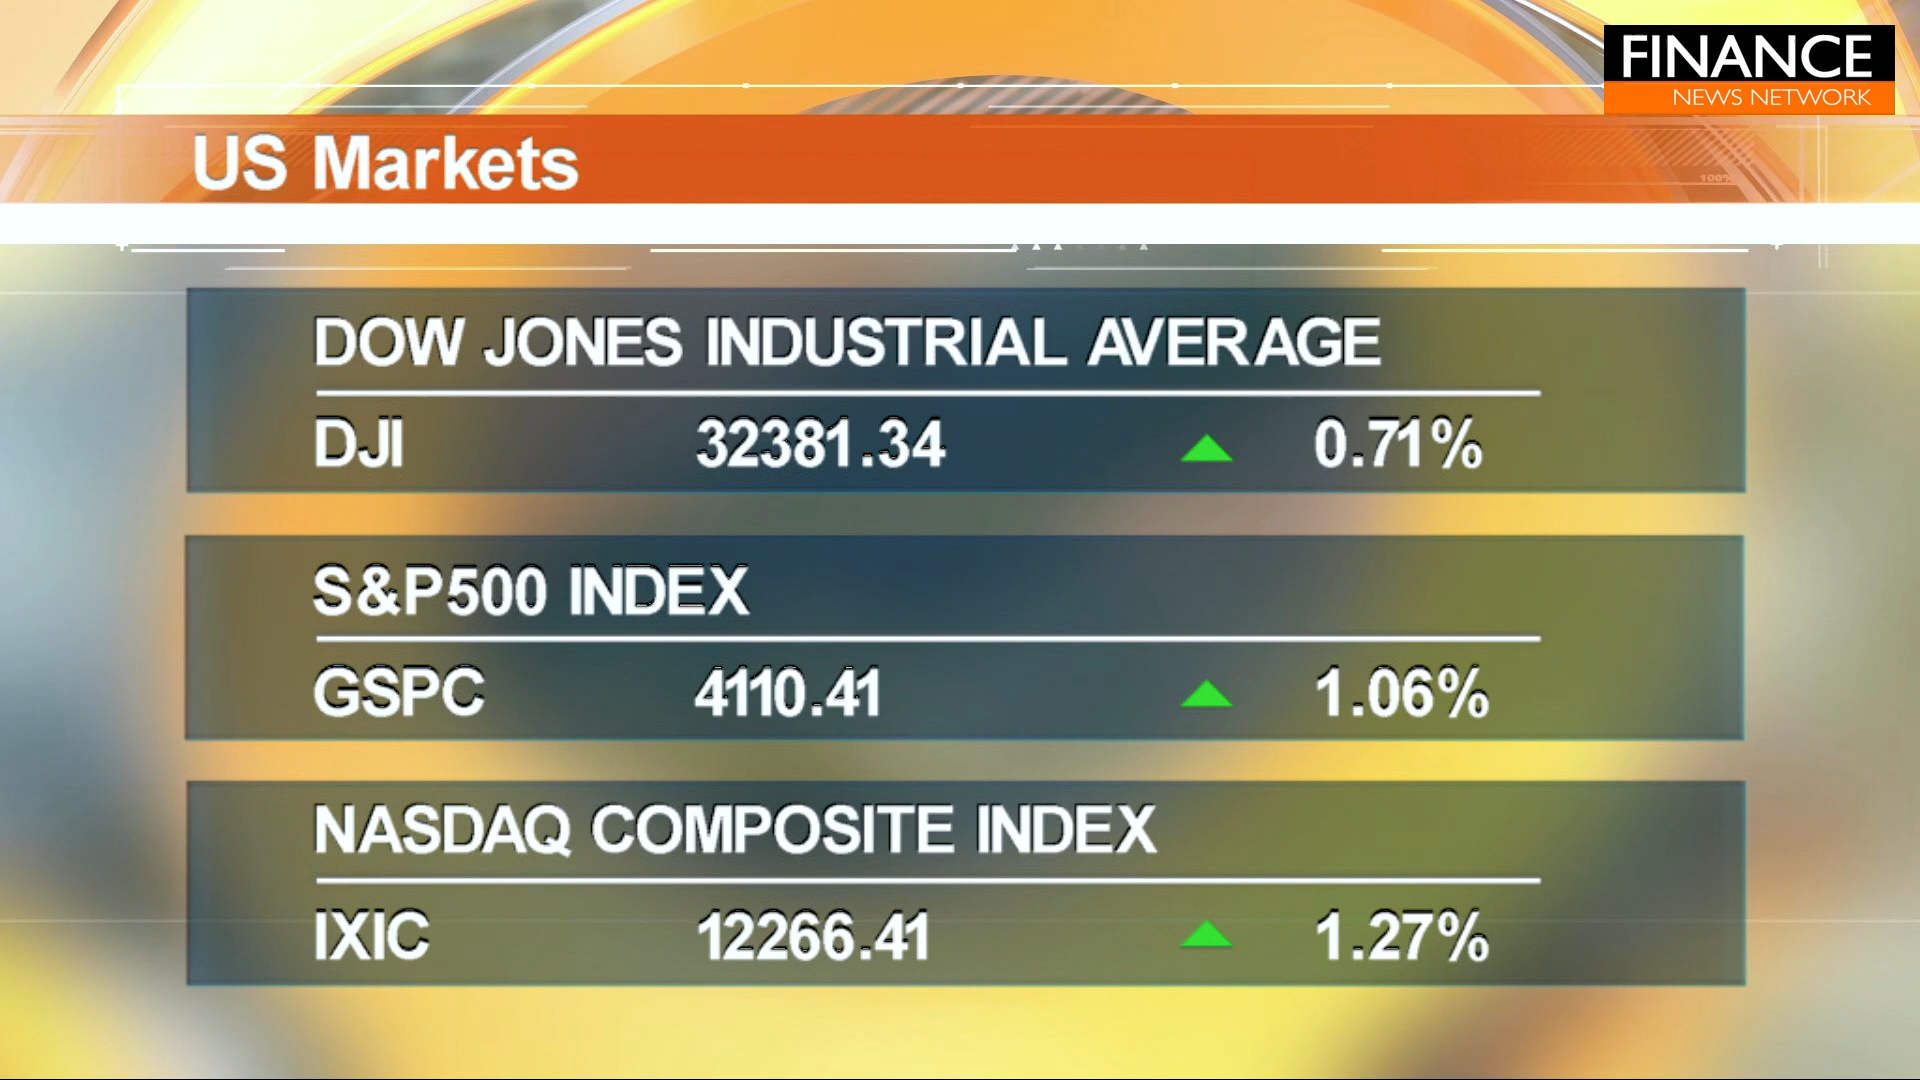 FINANCE
NEWS NETWORK
US Markets
100%
DOW JONES INDUSTRIAL AVERAGE
DJI 32381.34 0.71%
S&P500 INDEX
GSPC 4110.41 1.06%
NASDAQ COMPOSITE INDEX
IXIC 12266.41 1.27%